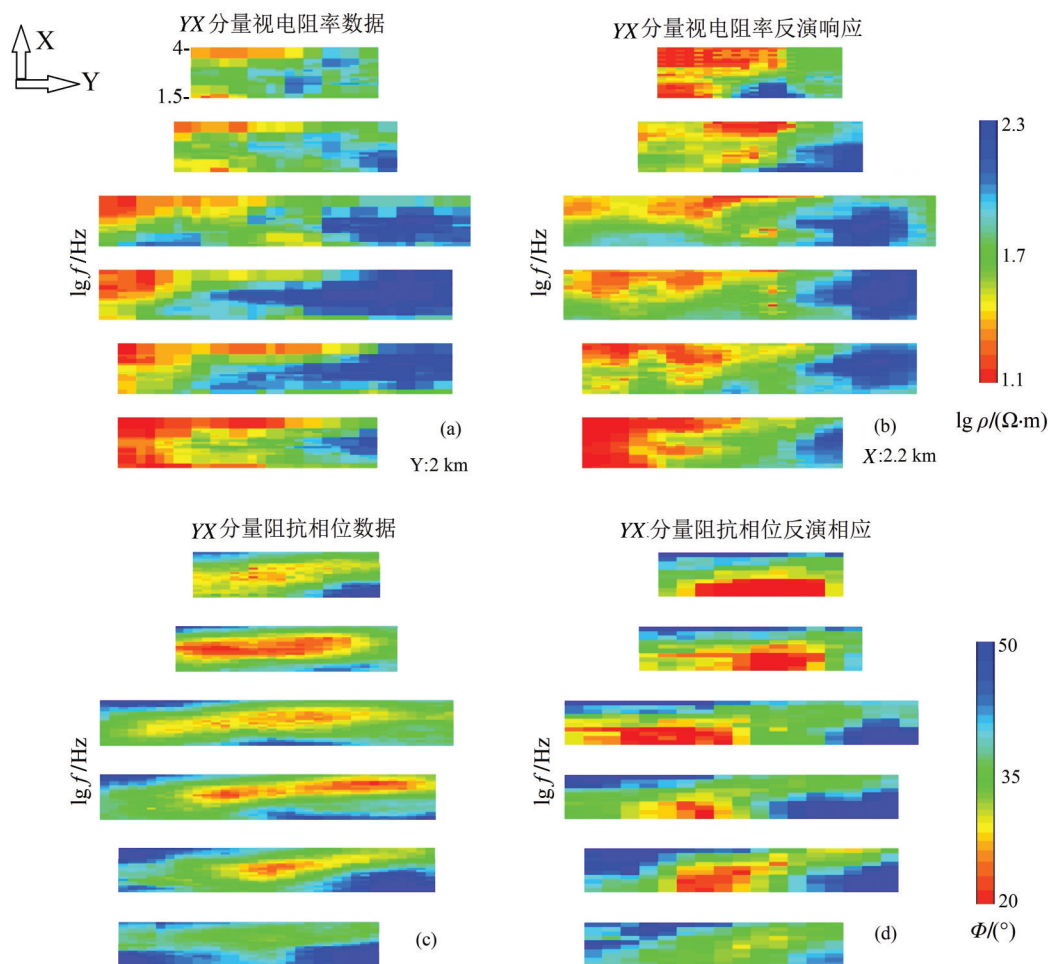 YX分量视电阻率数据
YX分量视电阻率反演响应
X
Y
4-
1.5-
lg f/Hz
lg f/Hz
2.3
1.7
1.1
lg ρ/(Ω·m)
(a)
Y:2 km
(b)
X:2.2 km
YX分量阻抗相位数据
YX分量阻抗相位反演相应
lg f/Hz
lg f/Hz
50
35
20
Φ/(°)
(c)
(d)